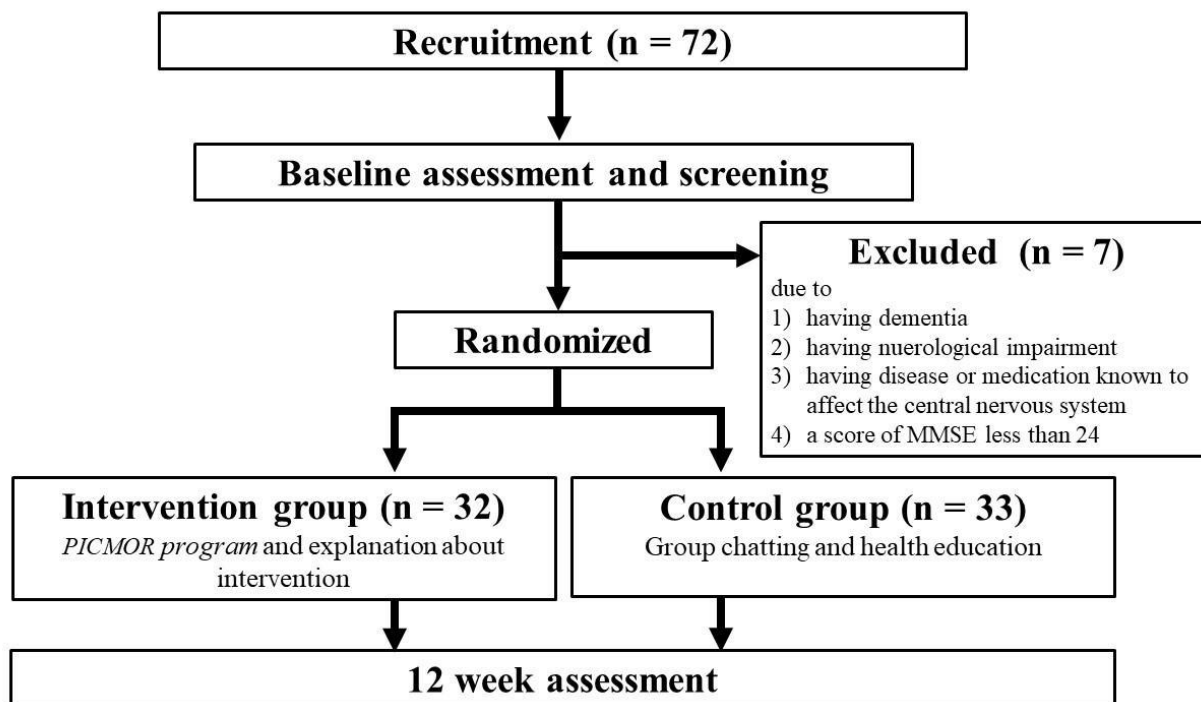 Recruitment (n = 72)
Baseline assessment and screening
Excluded (n = 7)
due to
1) having dementia
2) having nuerological impairment
3) having disease or medication known to
affect the central nervous system
4) a score of MMSE less than 24
Randomized
Intervention group (n = 32)
PICMOR program and explanation about
intervention
Control group (n = 33)
Group chatting and health education
12 week assessment